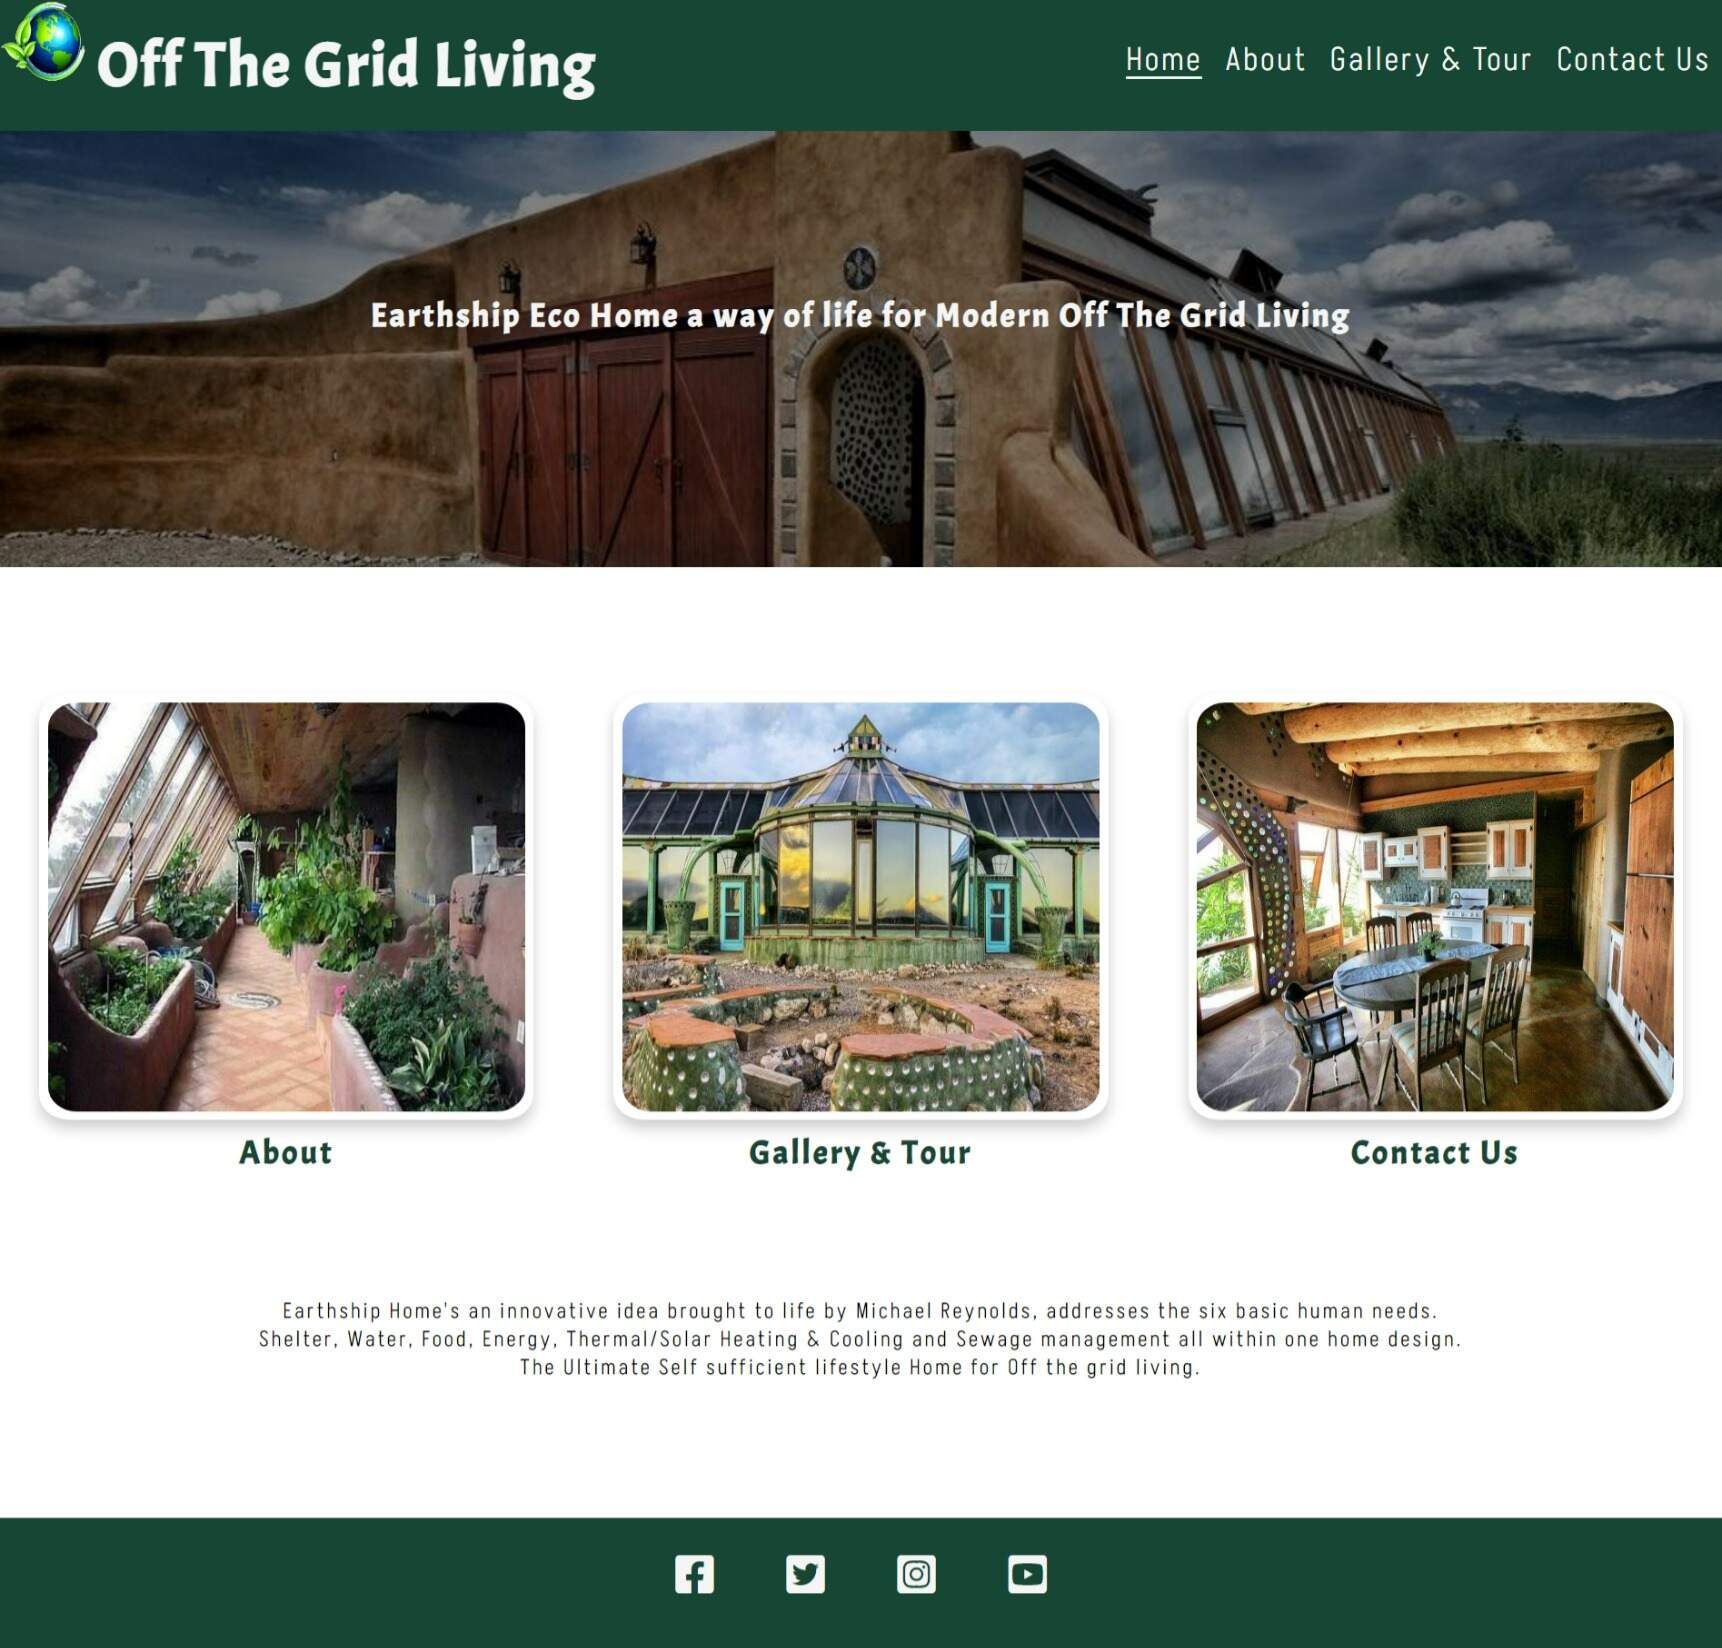 Off The Grid Living
Home About Gallery & Tour Contact Us
Earthship Eco Home a way of life for Modern Off The Grid Living
About
Gallery & Tour
Contact Us
Earthship Home's an innovative idea brought to life by Michael Reynolds, addresses the six basic human needs.
Shelter, Water, Food, Energy, Thermal/Solar Heating & Cooling and Sewage management all within one home design.
The Ultimate Self sufficient lifestyle Home for Off the grid living.